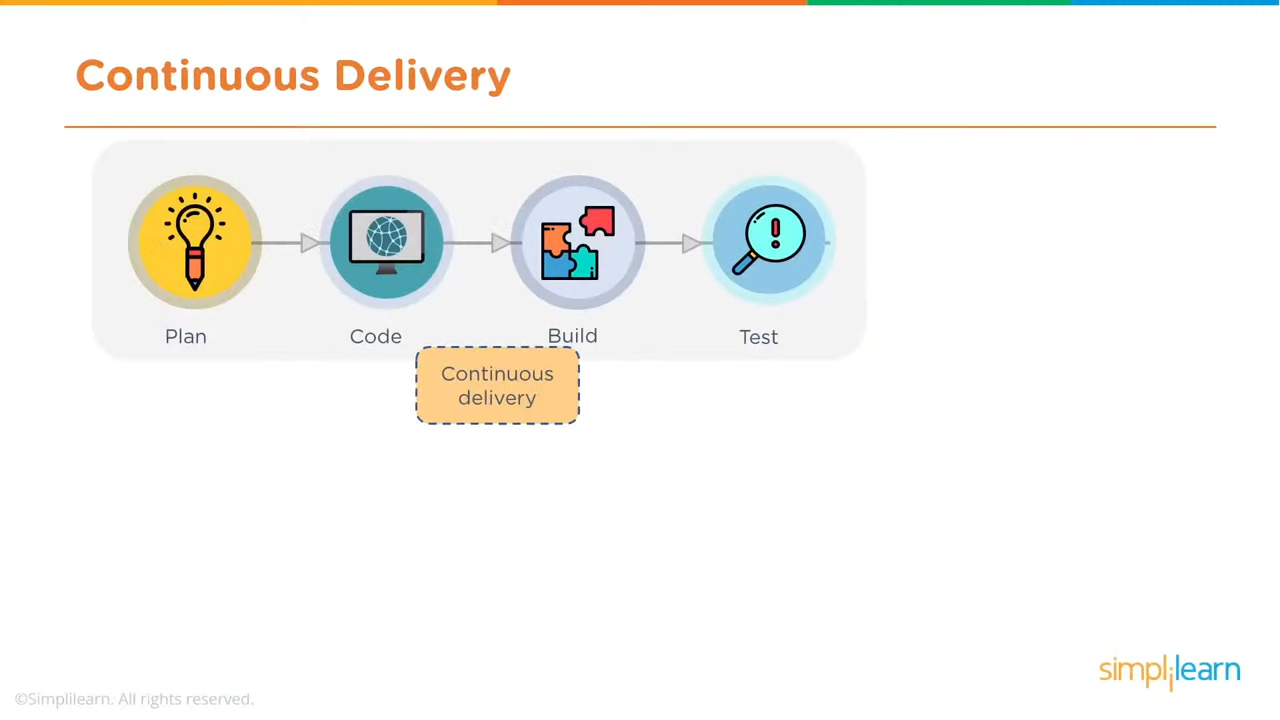 Continuous Delivery
Plan
Code
Build
Test
Continuous
delivery
simplilearn
©Simplilearn. All rights reserved.